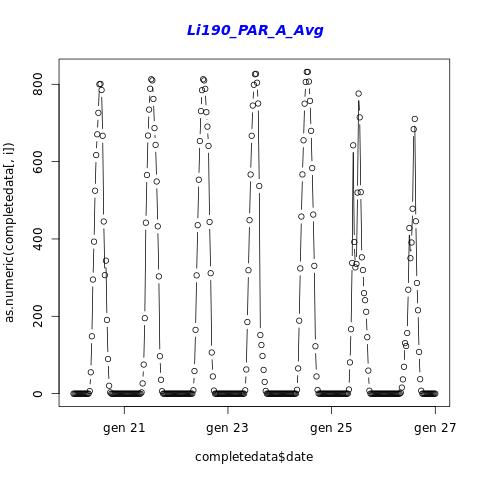 Li190_PAR_A_Avg
as.numeric(completedata[, i])
800
600
400
200
0
gen 21
gen 23
gen 25
gen 27
completedata$date